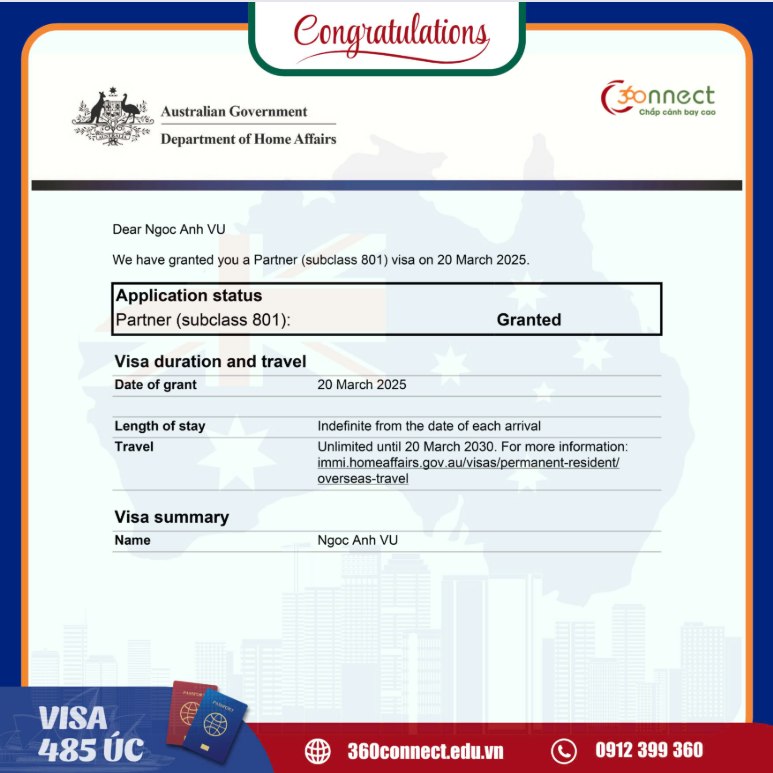 Congratulations
Australian Government
Department of Home Affairs
360nnect
Chắp cánh bay cao
Dear Ngoc Anh VU
We have granted you a Partner (subclass 801) visa on 20 March 2025.
Application status
Partner (subclass 801): Granted
Visa duration and travel
Date of grant 20 March 2025
Length of stay Indefinite from the date of each arrival
Travel Unlimited until 20 March 2030. For more information:
immi.homeaffairs.gov.au/visas/permanent-resident/
overseas-travel
Visa summary
Name Ngoc Anh VU
PASSPORT
PASSPORT
VISA
485 ÚC
360connect.edu.vn
0912 399 360